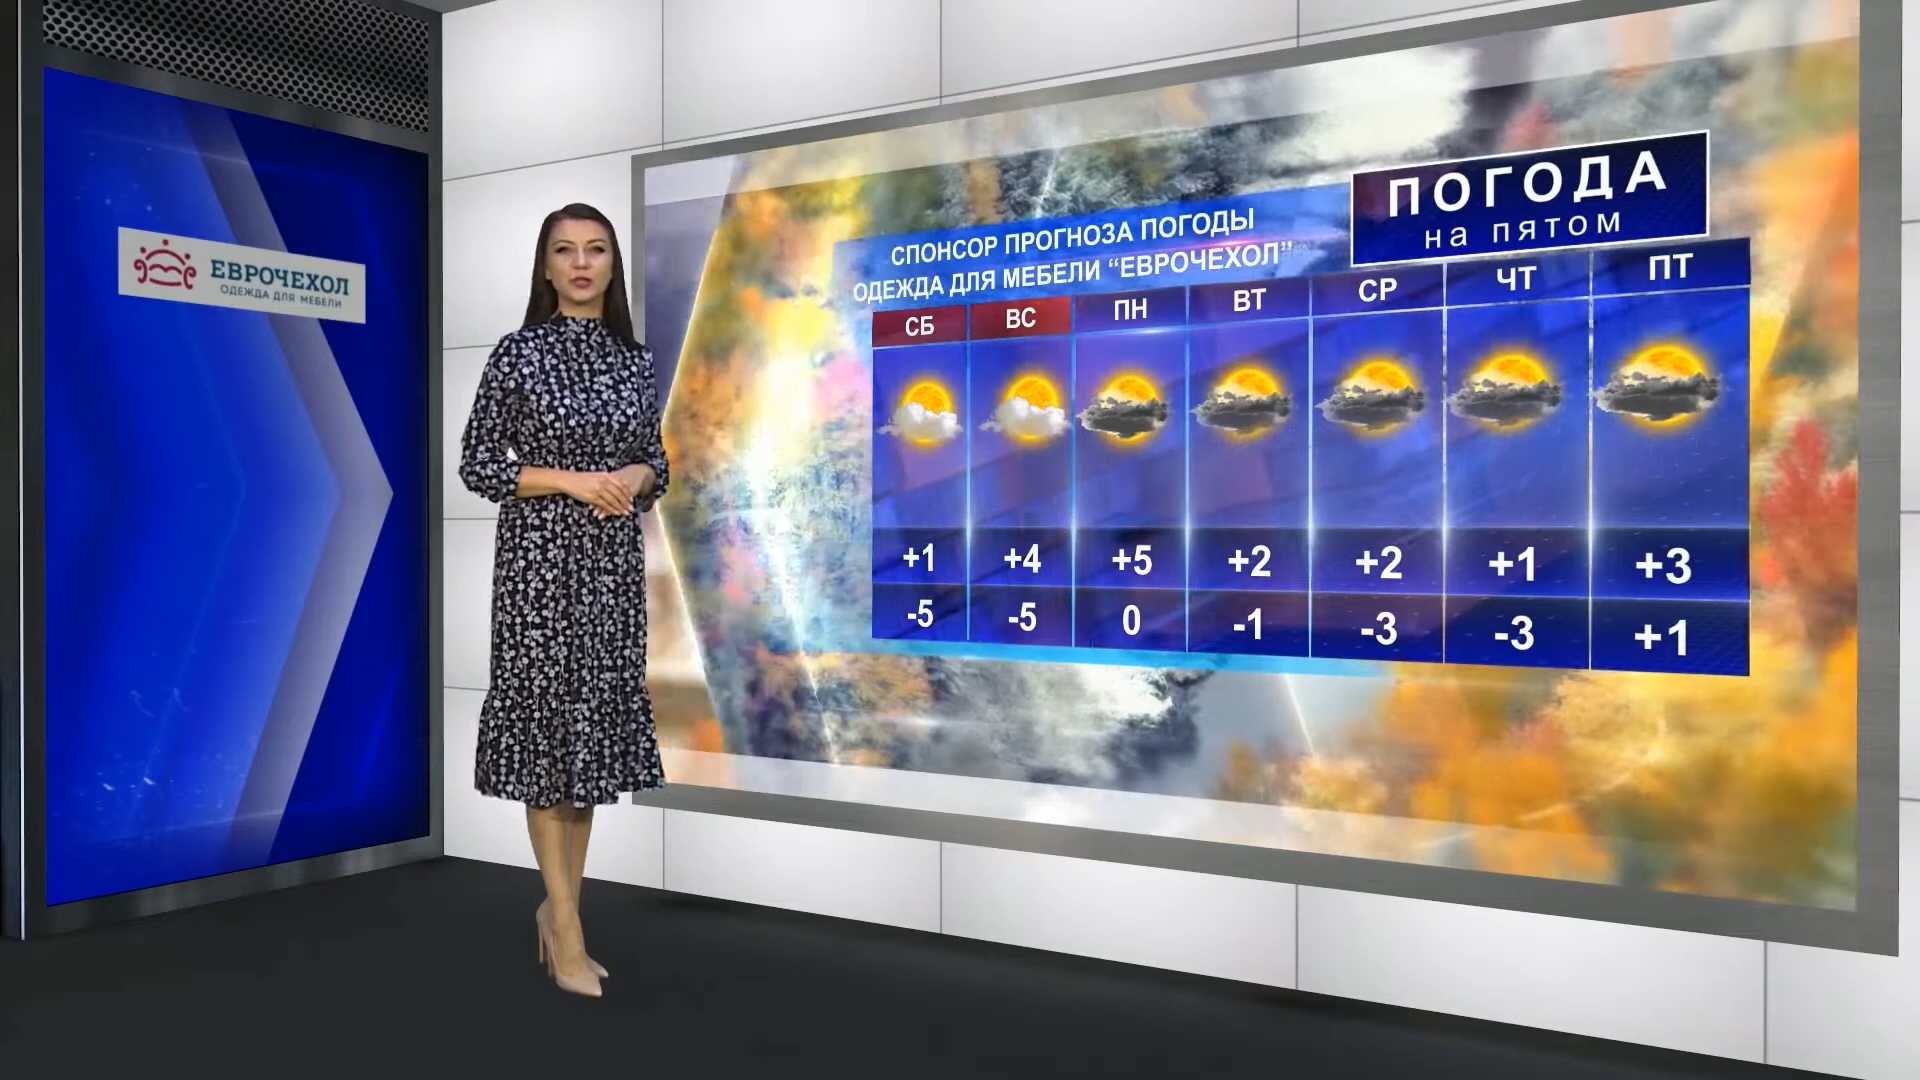 ЕВРОЧЕХОЛ
ОДЕЖДА ДЛЯ МЕБЕЛИ
ПОГОДА
на пятом
СПОНСОР ПРОГНОЗА ПОГОДЫ
ОДЕЖДА ДЛЯ МЕБЕЛИ “ЕВРОЧЕХОЛ”
СБ ВС ПН ВТ СР ЧТ ПТ
+1 +4 +5 +2 +2 +1 +3
-5 -5 0 -1 -3 -3 +1